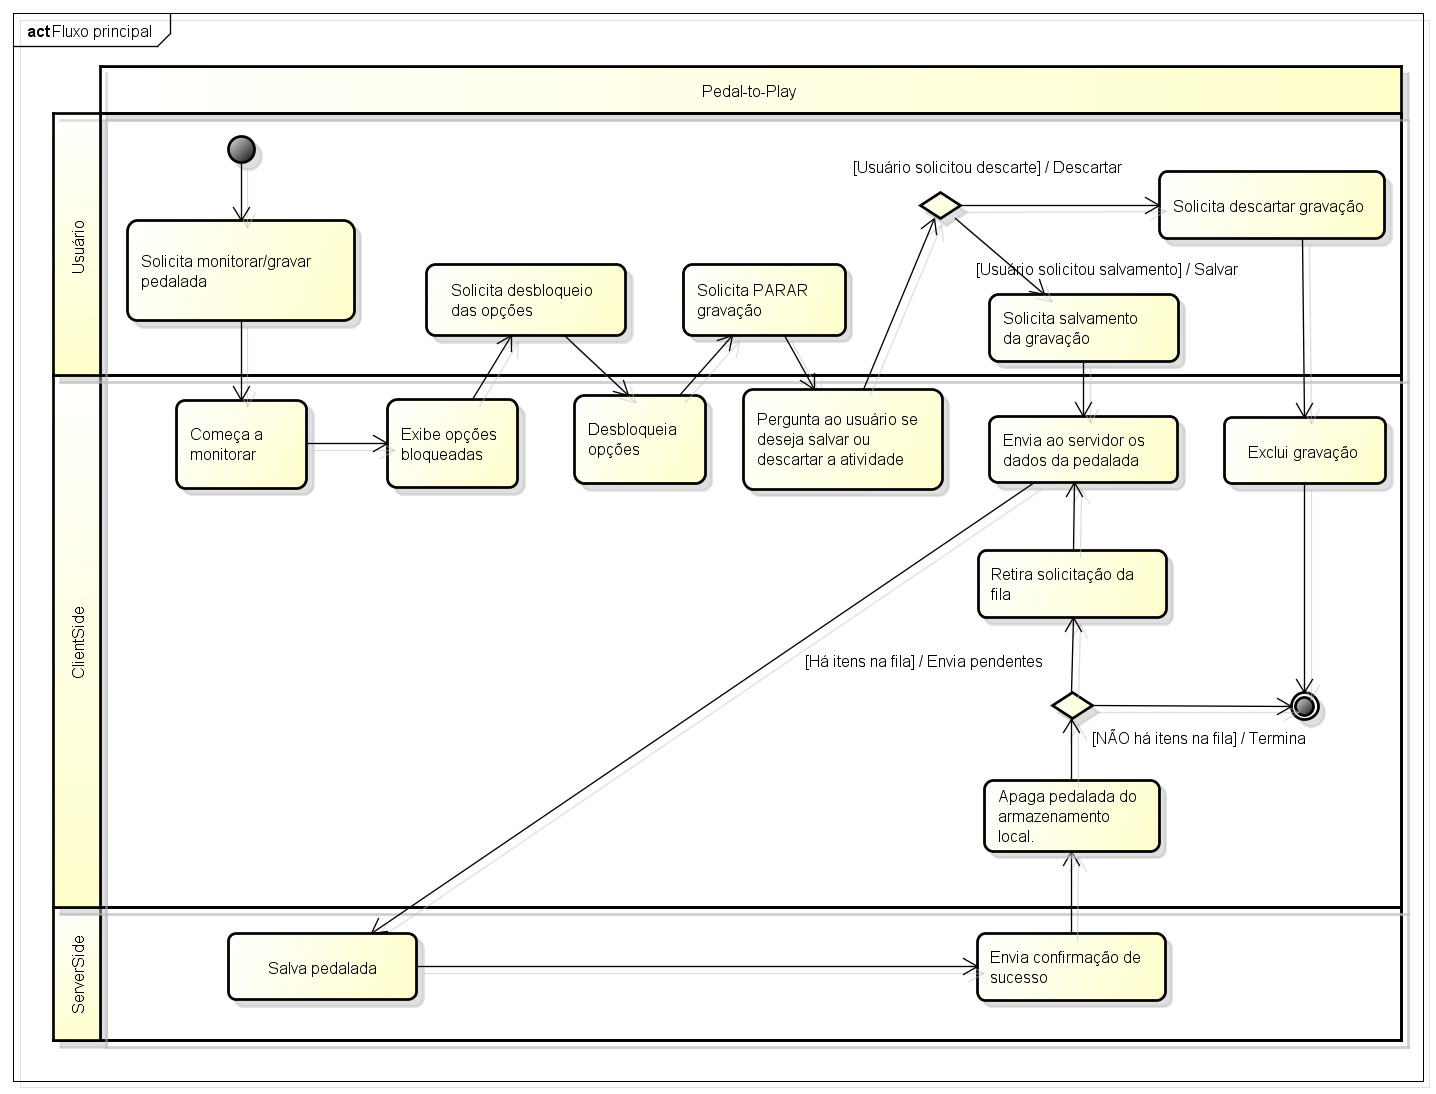 act Fluxo principal
Pedal-to-Play
Usuário
[Usuário solicitou descarte] / Descartar
Solicita descartar gravação
Solicita monitorar/gravar
pedalada
Solicita desbloqueio
das opções
Solicita PARAR
gravação
[Usuário solicitou salvamento] / Salvar
Solicita salvamento
da gravação
ClientSide
Começa a
monitorar
Exibe opções
bloqueadas
Desbloqueia
opções
Pergunta ao usuário se
deseja salvar ou
descartar a atividade
Envia ao servidor os
dados da pedalada
Exclui gravação
Retira solicitação da
fila
[Há itens na fila] / Envia pendentes
[NÃO há itens na fila] / Termina
Apaga pedalada do
armazenamento
local.
ServerSide
Salva pedalada
Envia confirmação de
sucesso